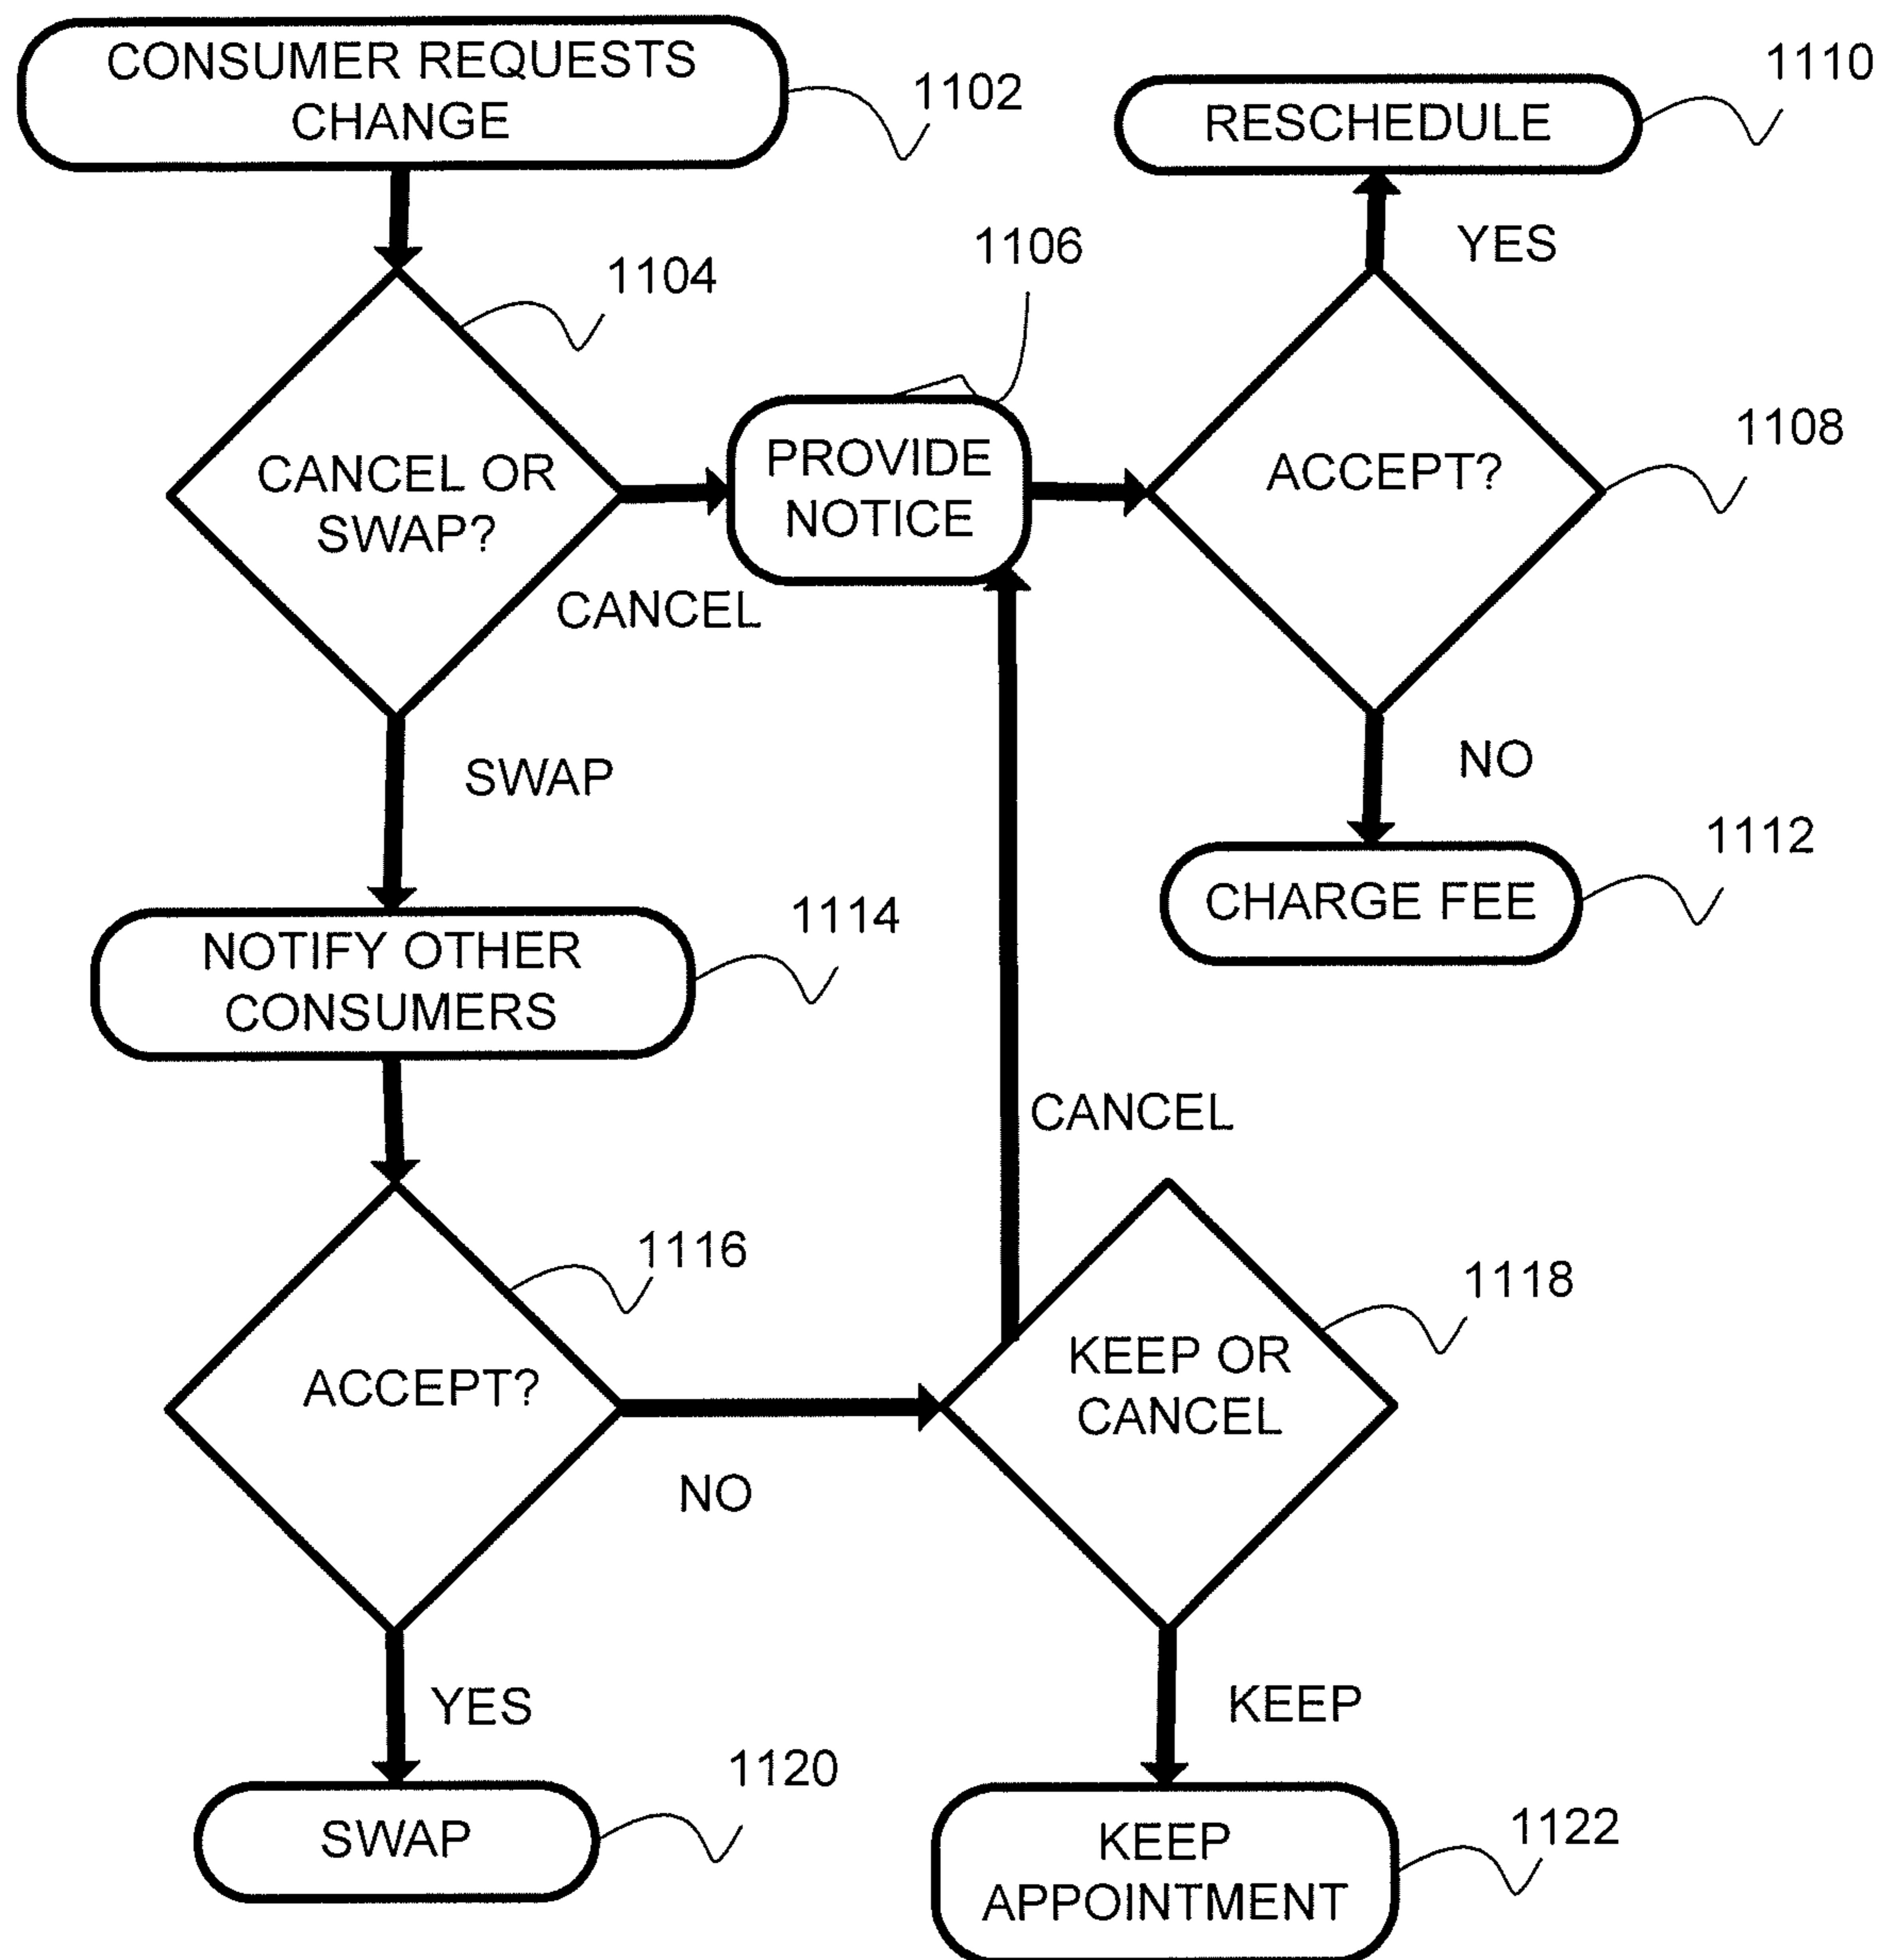 CONSUMER REQUESTS
CHANGE
1102
1110
RESCHEDULE
1104
1106
YES
CANCEL OR
SWAP?
PROVIDE
NOTICE
ACCEPT?
1108
CANCEL
SWAP
NO
1112
CHARGE FEE
NOTIFY OTHER
CONSUMERS
1114
CANCEL
1116
1118
ACCEPT?
KEEP OR
CANCEL
NO
YES
KEEP
1120
SWAP
1122
KEEP
APPOINTMENT